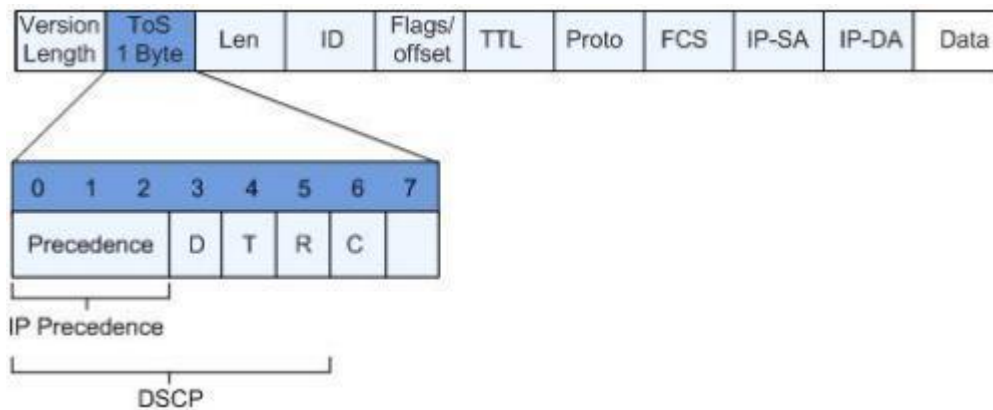 Version Length
ToS 1 Byte
Len
ID
Flags/ offset
TTL
Proto
FCS
IP-SA
IP-DA
Data
0 1 2 3 4 5 6 7
Precedence D T R C
IP Precedence
DSCP